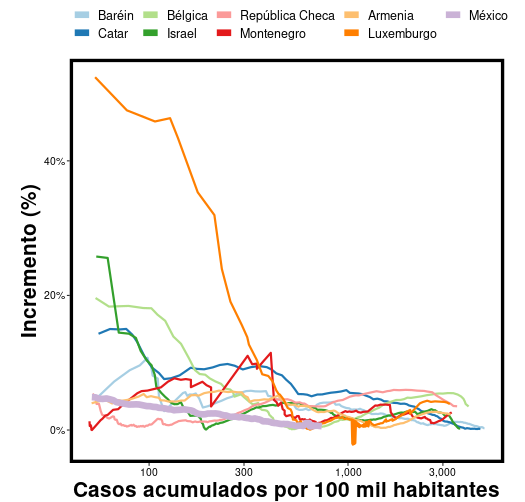 Baréin Bélgica República Checa Armenia México
Catar Israel Montenegro Luxemburgo
Incremento (%)
40%
20%
0%
100 300 1,000 3,000
Casos acumulados por 100 mil habitantes